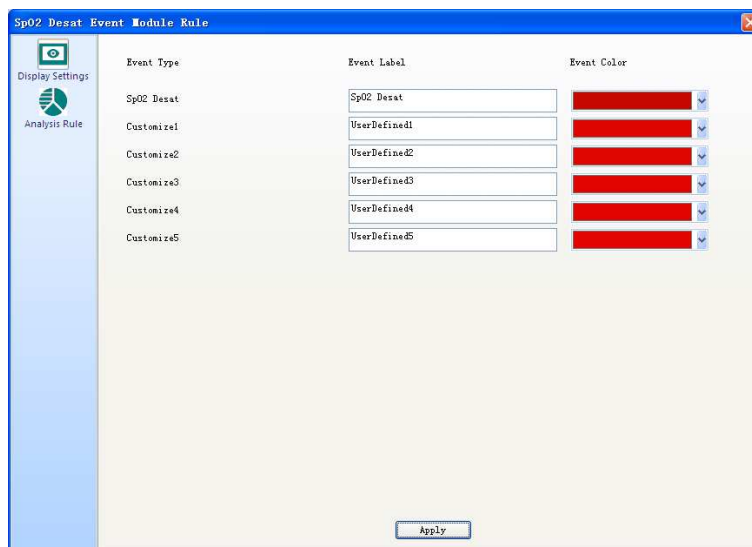 SpO2 Desat Event Module Rule
Display Settings
Analysis Rule
Event Type Event Label Event Color
SpO2 Desat SpO2 Desat
Customize1 UserDefined1
Customize2 UserDefined2
Customize3 UserDefined3
Customize4 UserDefined4
Customize5 UserDefined5
Apply